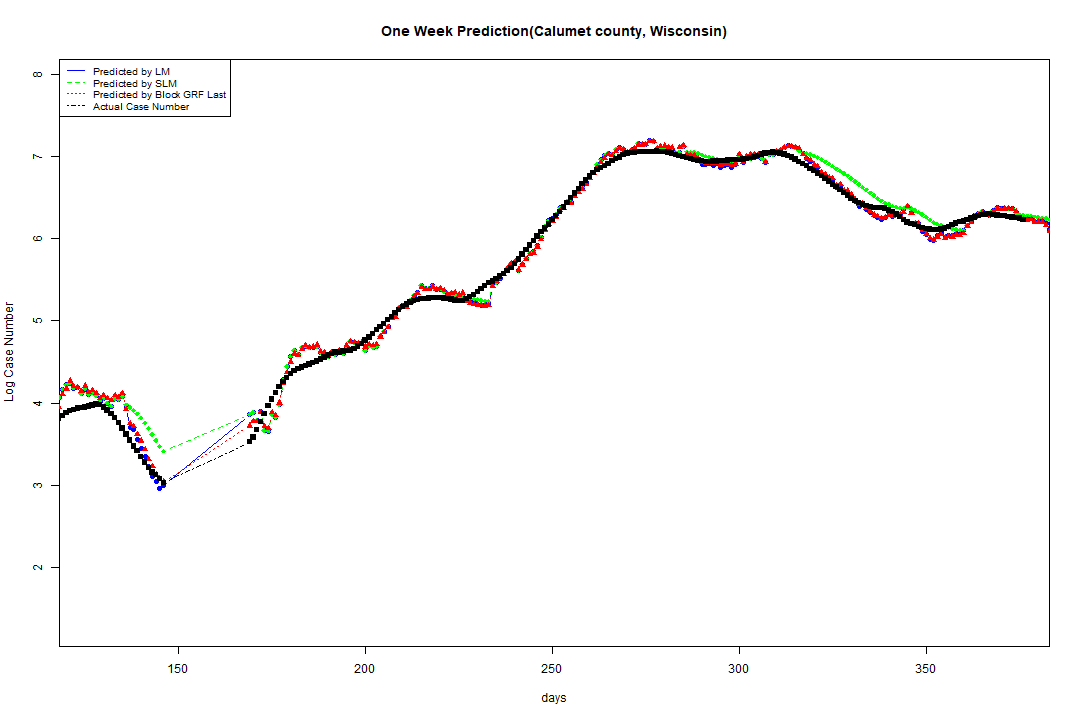 One Week Prediction(Calumet county, Wisconsin)
Predicted by LM
Predicted by SLM
Predicted by Block GRF Last
Actual Case Number
8
7
6
5
4
3
2
Log Case Number
150 200 250 300 350
days